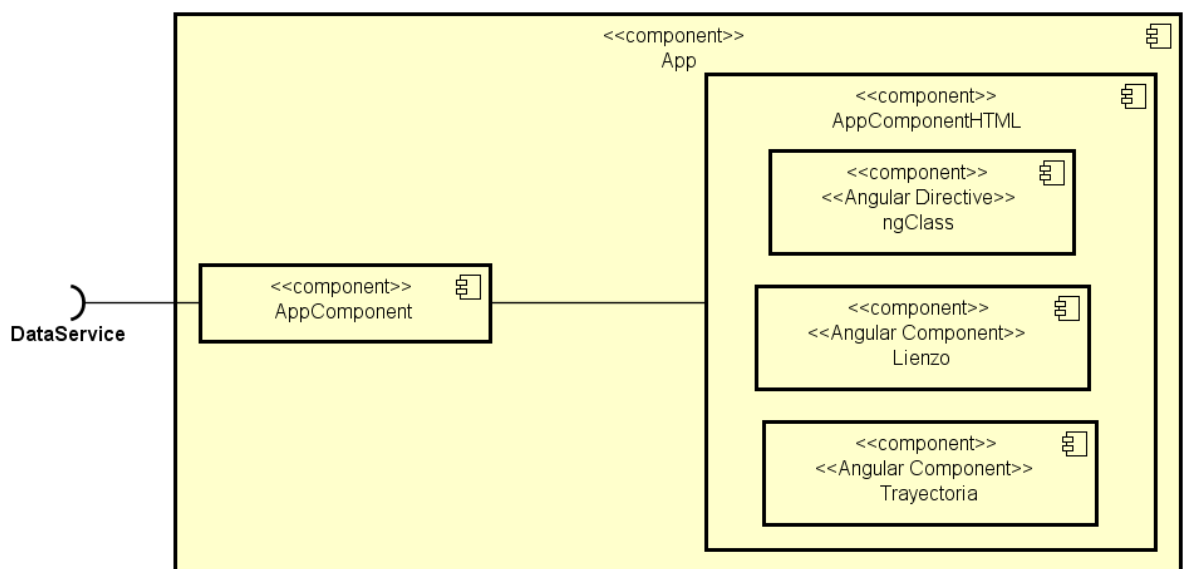 <<component>>
App
<<component>>
AppComponentHTML
<<component>>
<<Angular Directive>>
ngClass
<<component>>
AppComponent
DataService
<<component>>
<<Angular Component>>
Lienzo
<<component>>
<<Angular Component>>
Trayectoria